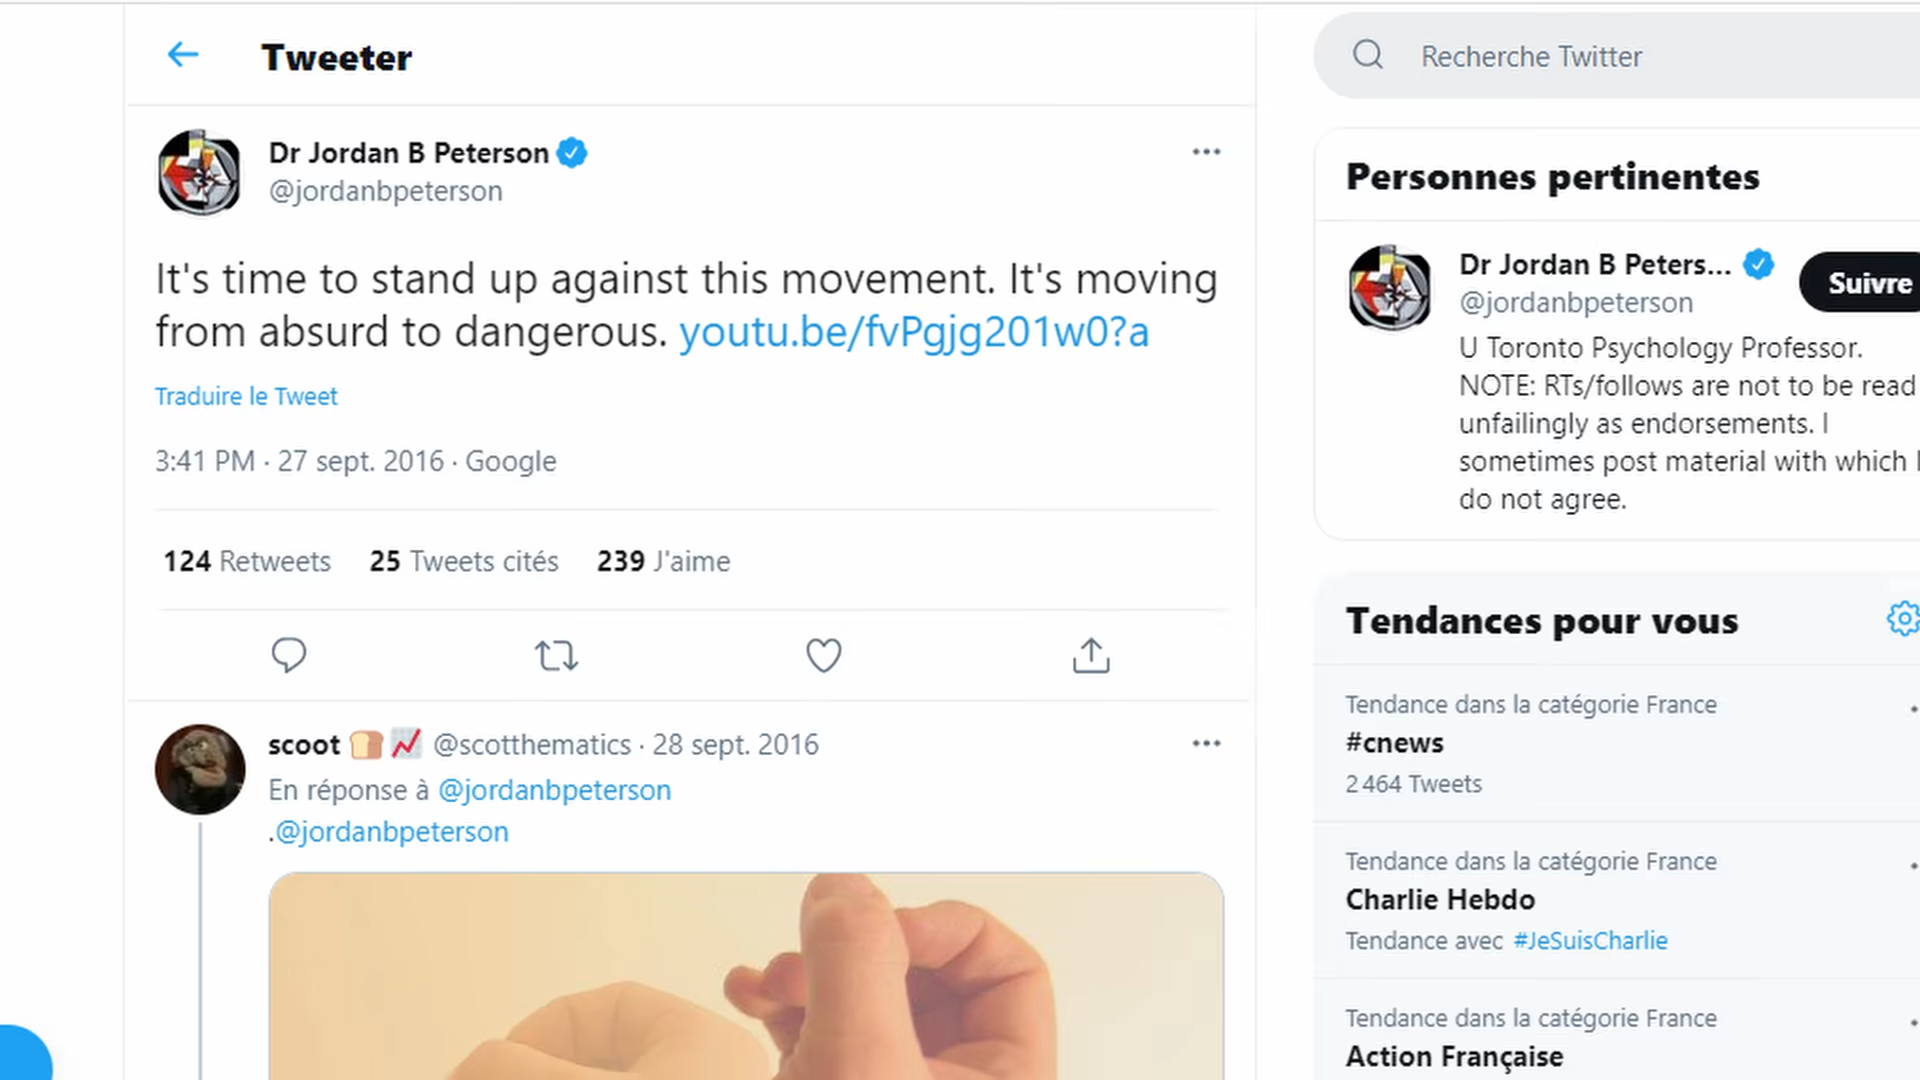 Tweeter
Dr Jordan B Peterson
@jordanbpeterson
It's time to stand up against this movement. It's moving
from absurd to dangerous. youtu.be/fvPgjg201w0?a
Traduire le Tweet
3:41 PM · 27 sept. 2016 · Google
124 Retweets 25 Tweets cités 239 J'aime
scoot @scotthematics · 28 sept. 2016
En réponse à @jordanbpeterson
.@jordanbpeterson
Recherche Twitter
Personnes pertinentes
Dr Jordan B Peters...
@jordanbpeterson
Suivre
U Toronto Psychology Professor.
NOTE: RTs/follows are not to be read
unfailingly as endorsements. I
sometimes post material with which I
do not agree.
Tendances pour vous
Tendance dans la catégorie France
#cnews
2 464 Tweets
Tendance dans la catégorie France
Charlie Hebdo
Tendance avec #JeSuisCharlie
Tendance dans la catégorie France
Action Française